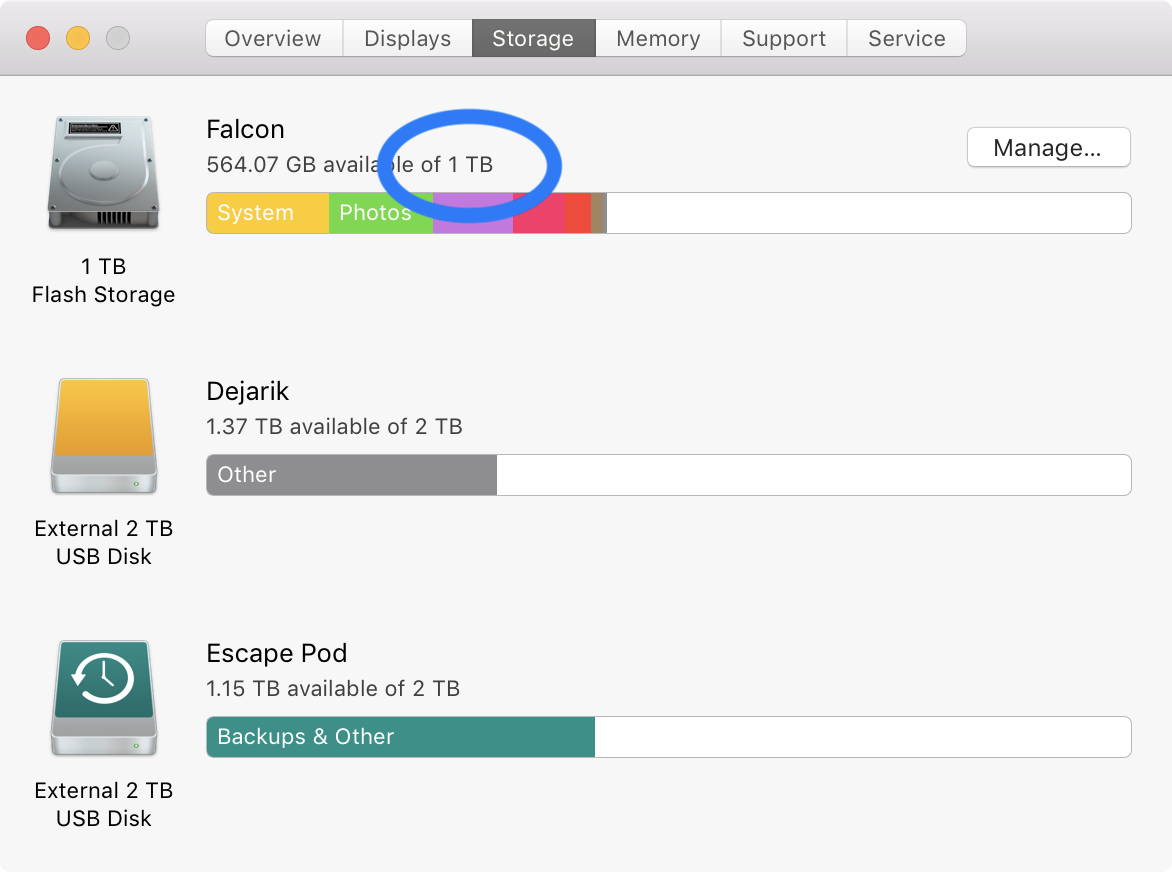 Overview Displays Storage Memory Support Service
Falcon
564.07 GB available of 1 TB
Manage...
System Photos
1 TB
Flash Storage
Dejarik
1.37 TB available of 2 TB
Other
External 2 TB
USB Disk
Escape Pod
1.15 TB available of 2 TB
Backups & Other
External 2 TB
USB Disk